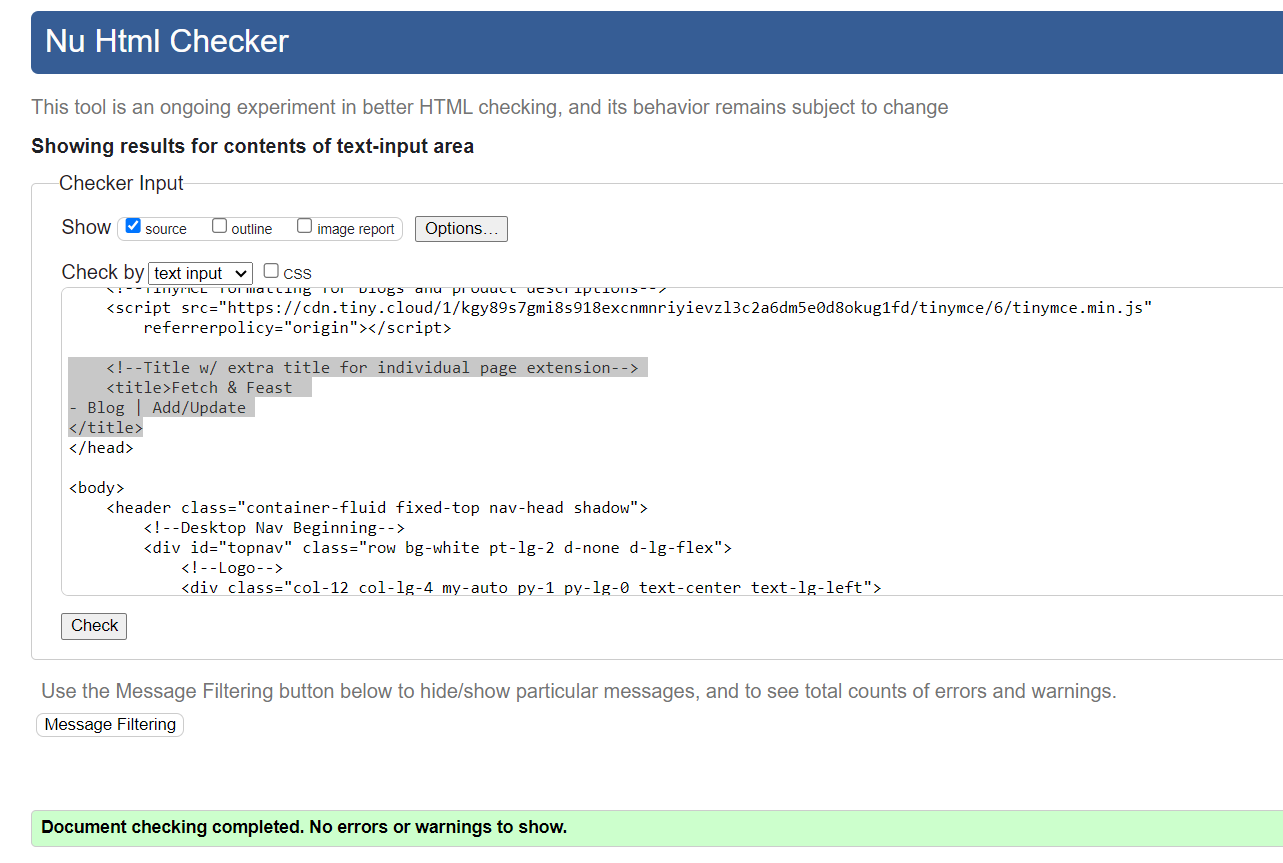 Nu Html Checker
This tool is an ongoing experiment in better HTML checking, and its behavior remains subject to change
Showing results for contents of text-input area
Checker Input
Show source outline image report Options...
Check by text input CSS
<!--TinyMCE formatting for blogs and product descriptions-->
<script src="https://cdn.tiny.cloud/1/kgy89s7gmi8s918excnmnriyievzl3c2a6dm5e0d8okug1fd/tinymce/6/tinymce.min.js"
referrerpolicy="origin"></script>
<!--Title w/ extra title for individual page extension-->
<title>Fetch & Feast
- Blog | Add/Update
</title>
</head>
<body>
<header class="container-fluid fixed-top nav-head shadow">
<!--Desktop Nav Beginning-->
<div id="topnav" class="row bg-white pt-lg-2 d-none d-lg-flex">
<!--Logo-->
<div class="col-12 col-lg-4 my-auto py-1 py-lg-0 text-center text-lg-left">
Check
Use the Message Filtering button below to hide/show particular messages, and to see total counts of errors and warnings.
Message Filtering
Document checking completed. No errors or warnings to show.